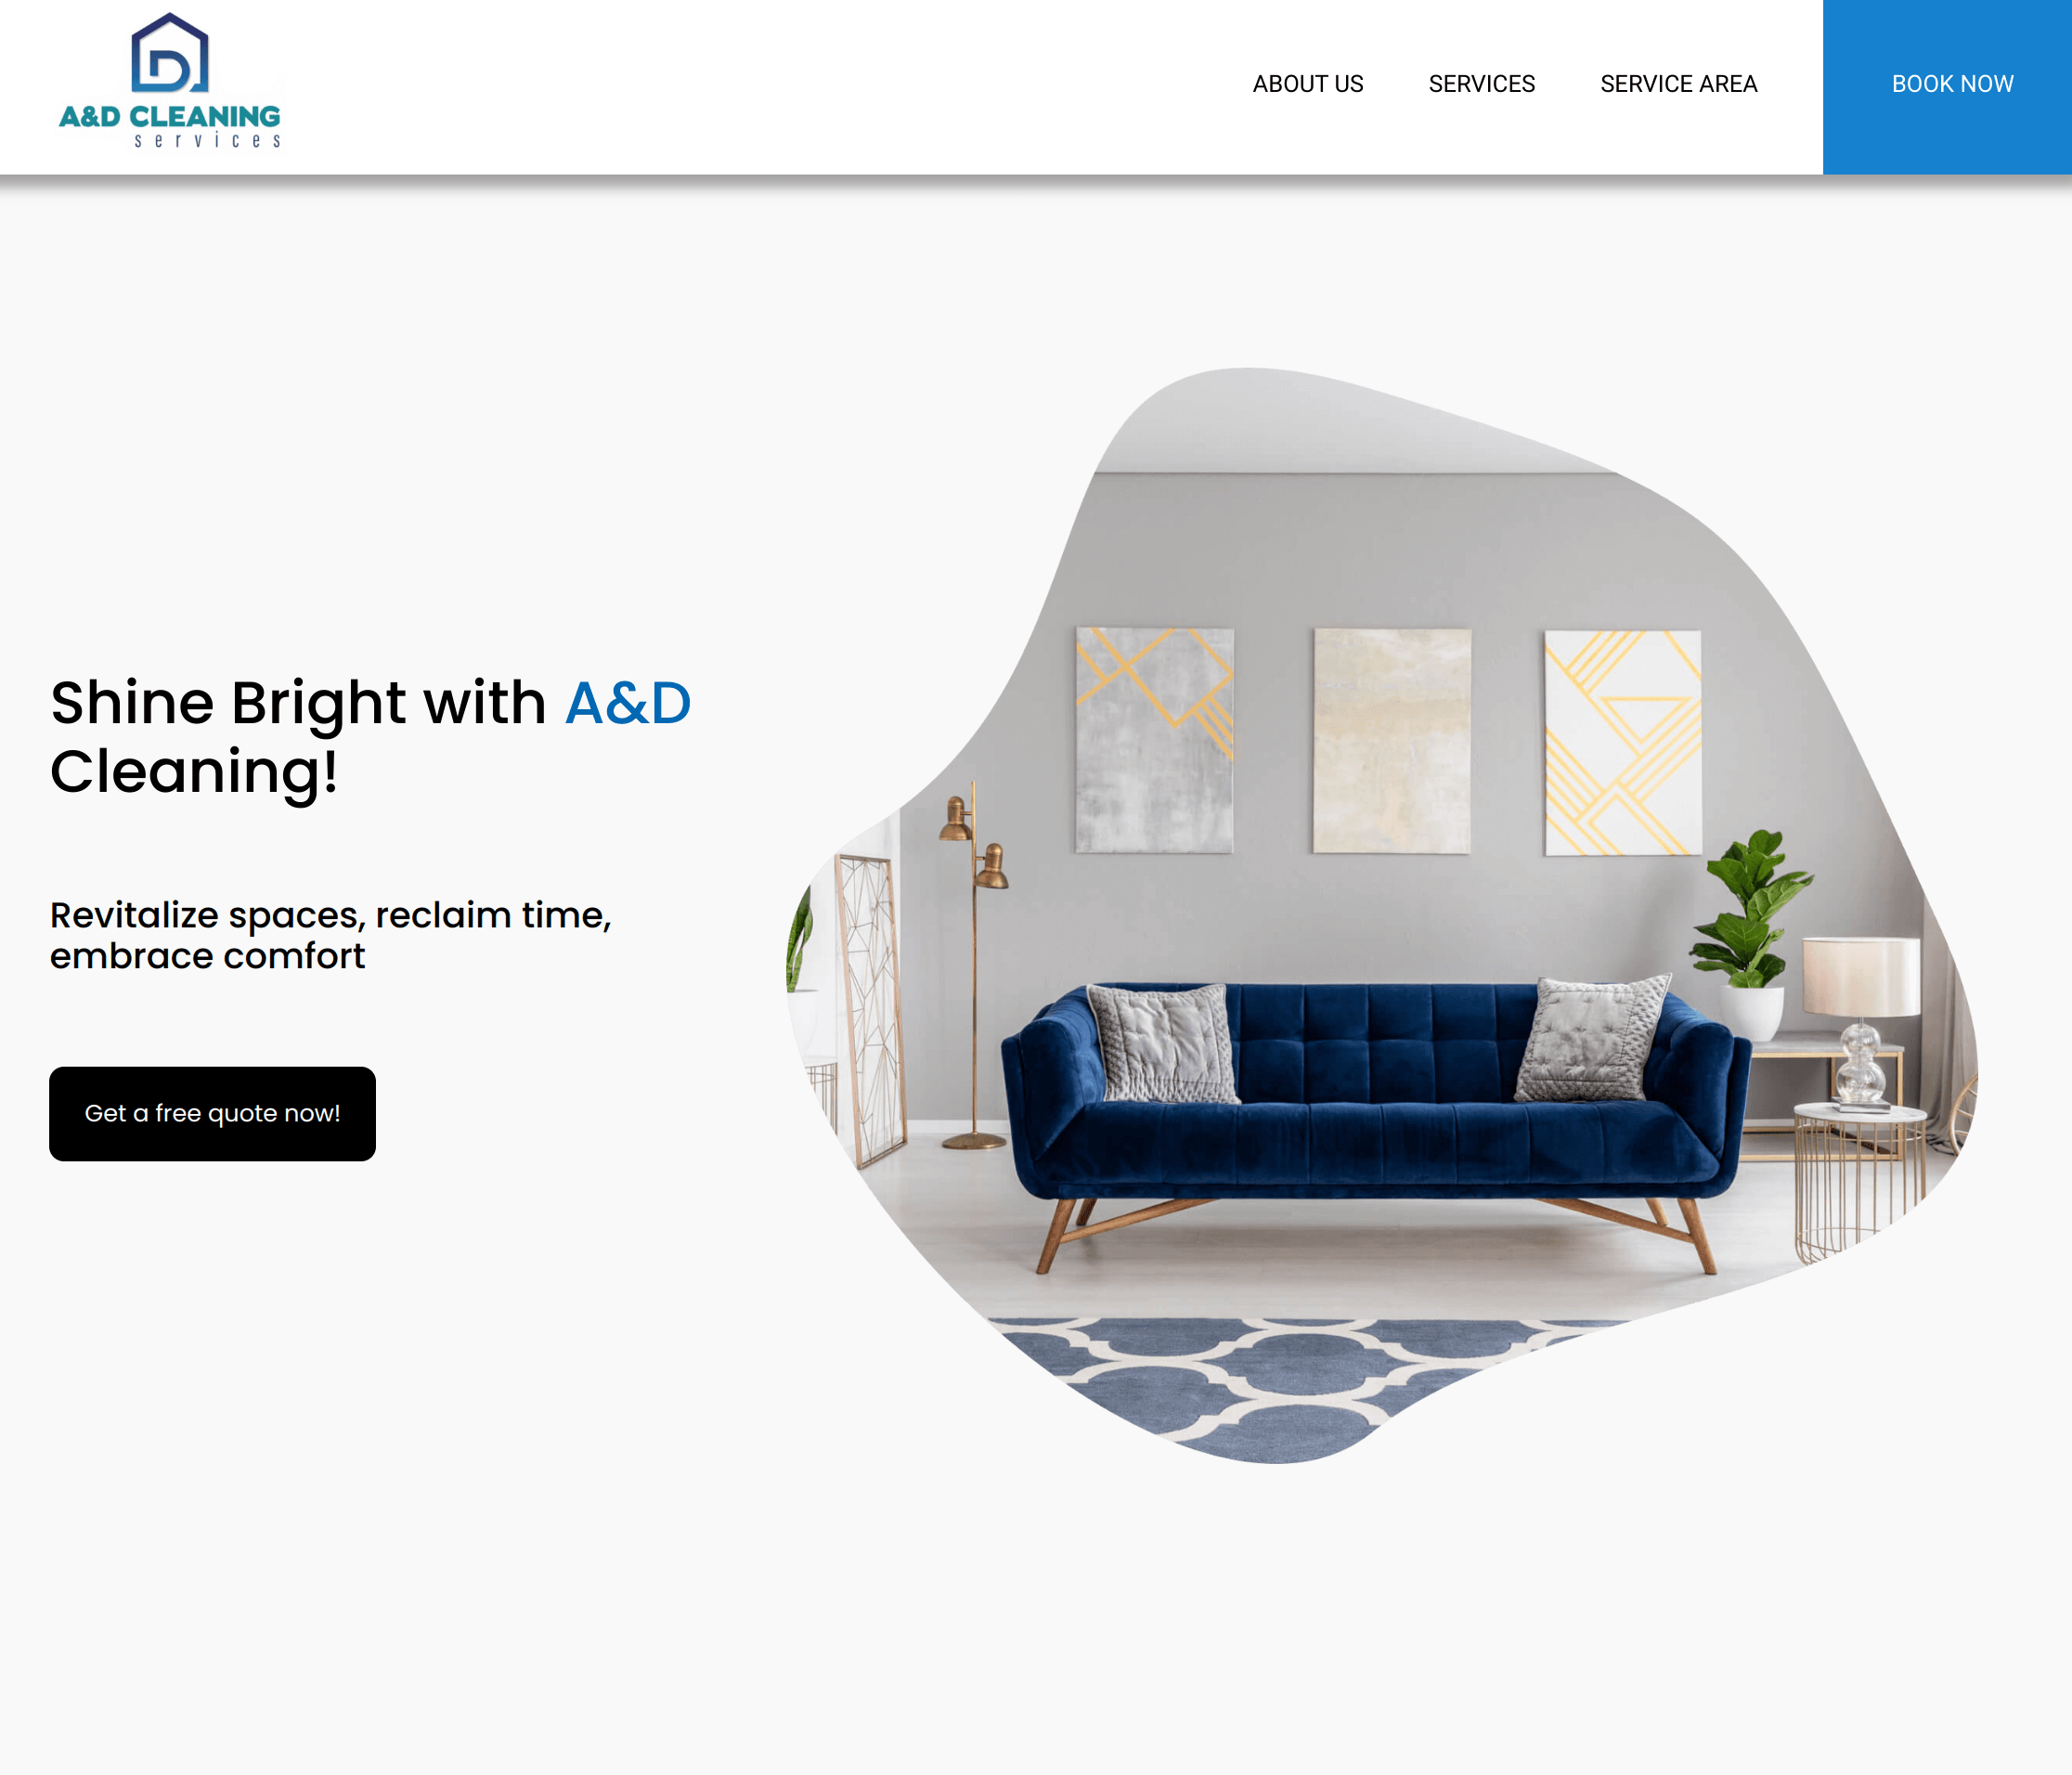 A&D CLEANING
services
ABOUT US
SERVICES
SERVICE AREA
BOOK NOW
Shine Bright with A&D
Cleaning!
Revitalize spaces, reclaim time,
embrace comfort
Get a free quote now!